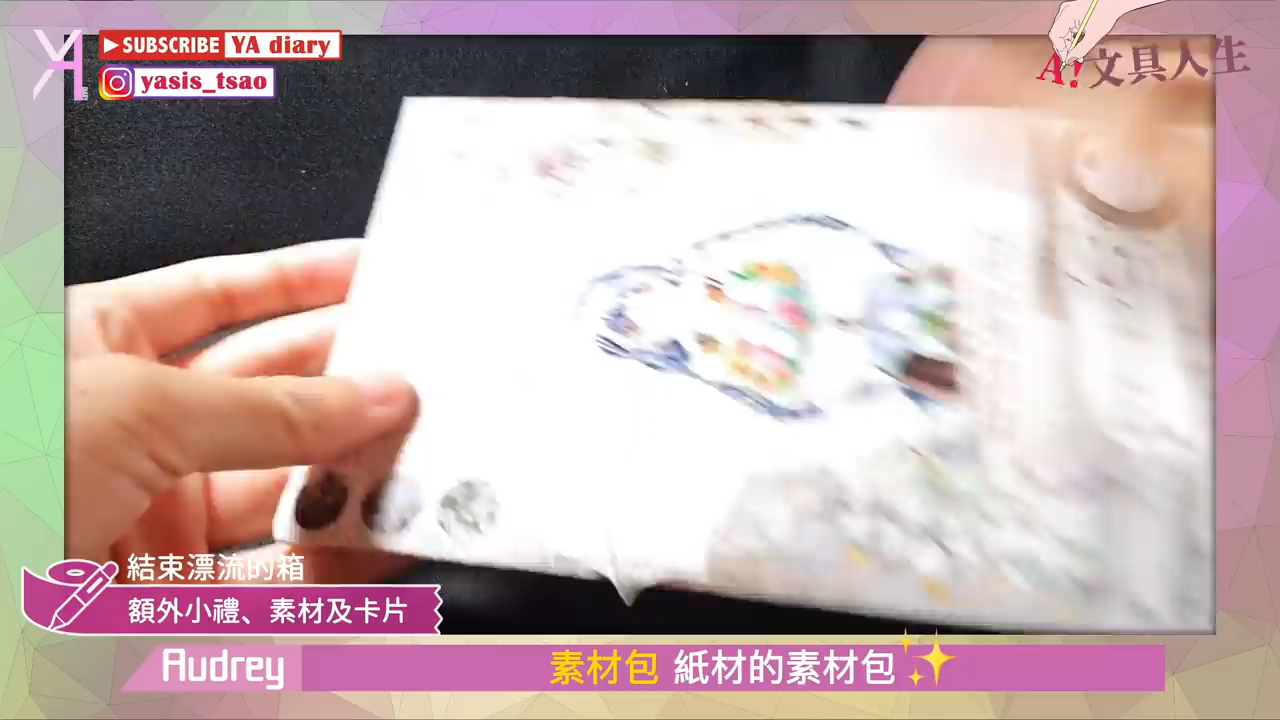 SUBSCRIBE YA diary
yasis_tsao
A!文具人生
結束漂流的箱
額外小禮、素材及卡片
Audrey
素材包 紙材的素材包